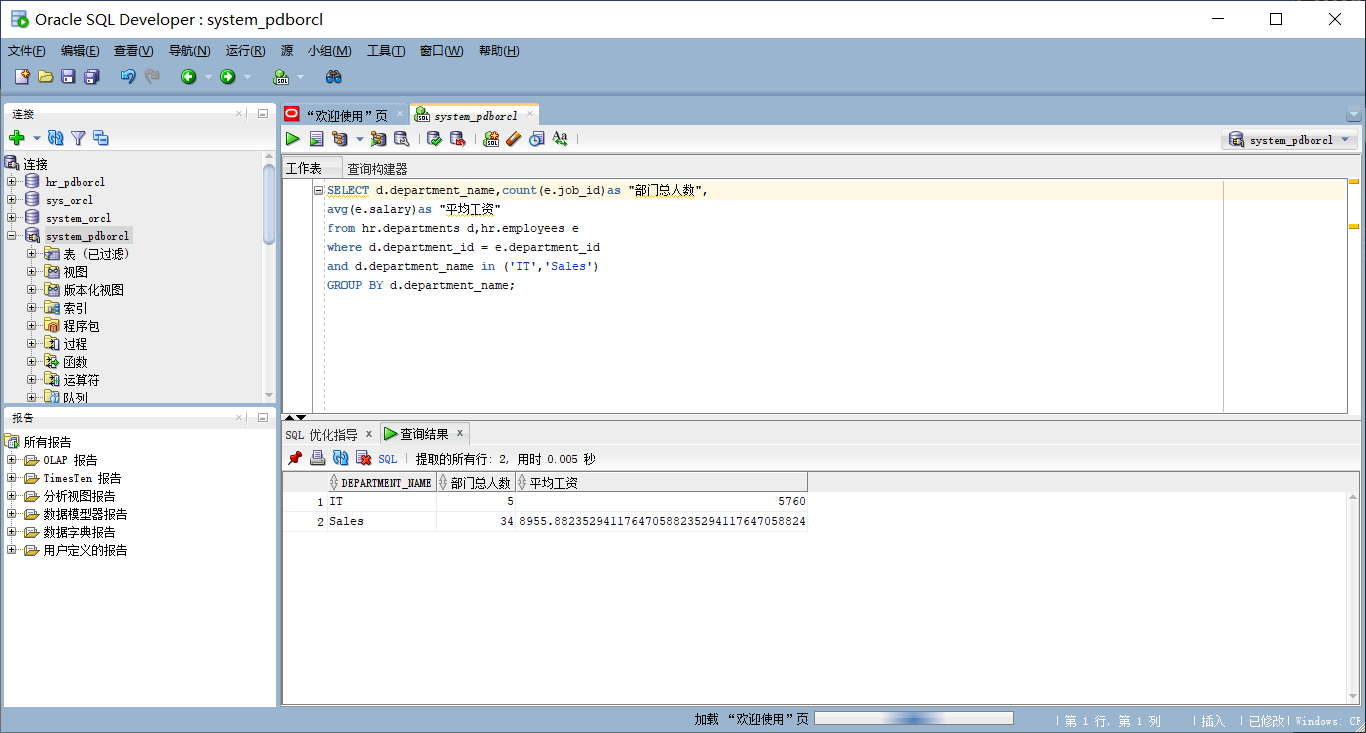 Oracle SQL Developer : system_pdborcl
文件(F) 编辑(E) 查看(V) 导航(N) 运行(R) 源 小组(M) 工具(T) 窗口(W) 帮助(H)
连接
连接
hr_pdborcl
sys_orcl
system_orcl
system_pdborcl
表 (已过滤)
视图
版本化视图
索引
程序包
过程
函数
运算符
队列
报告
所有报告
OLAP 报告
TimesTen 报告
分析视图报告
数据模型器报告
数据字典报告
用户定义的报告
“欢迎使用”页 system_pdborcl
system_pdborcl
工作表 查询构建器
SELECT d.department_name,count(e.job_id)as "部门总人数",
avg(e.salary)as "平均工资"
from hr.departments d,hr.employees e
where d.department_id = e.department_id
and d.department_name in ('IT','Sales')
GROUP BY d.department_name;
SQL 优化指导 查询结果
SQL | 提取的所有行: 2, 用时 0.005 秒
DEPARTMENT_NAME 部门总人数 平均工资
1 IT 5 5760
2 Sales 34 8955.88235294117647058823529411764705882​4
加载 “欢迎使用”页 | 第 1 行, 第 1 列 | 插入 | 已修改| Windows: CF